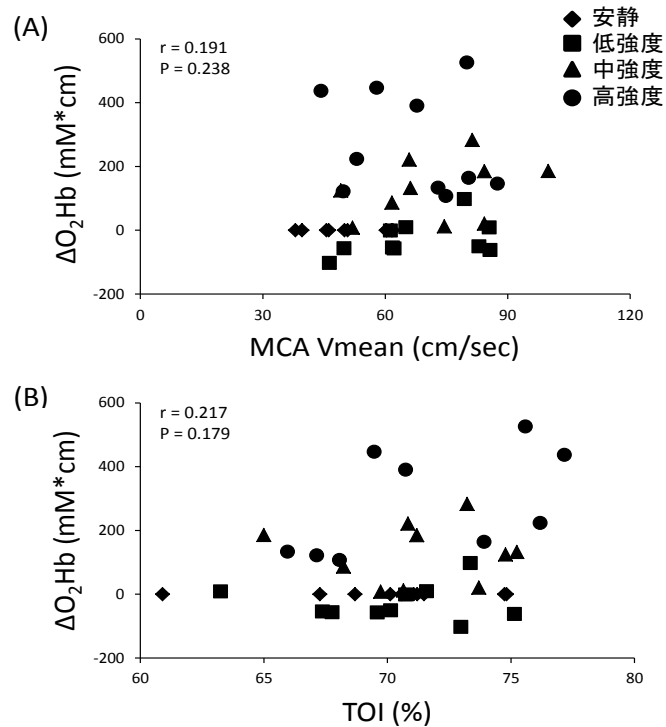 (A)
r = 0.191
P = 0.238
安静
低強度
中強度
高強度
ΔO₂Hb (mM*cm)
600
400
200
0
-200
0 30 60 90 120
MCA Vmean (cm/sec)
(B)
r = 0.217
P = 0.179
ΔO₂Hb (mM*cm)
600
400
200
0
-200
60 65 70 75 80
TOI (%)